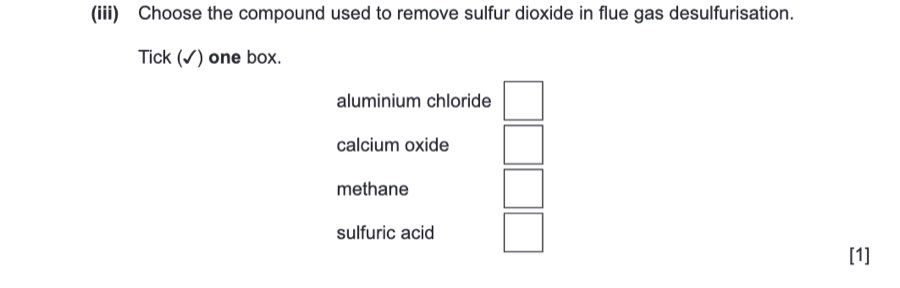 (iii) Choose the compound used to remove sulfur dioxide in flue gas desulfurisation.
Tick (✓) one box.
aluminium chloride
calcium oxide
methane
sulfuric acid
[1]